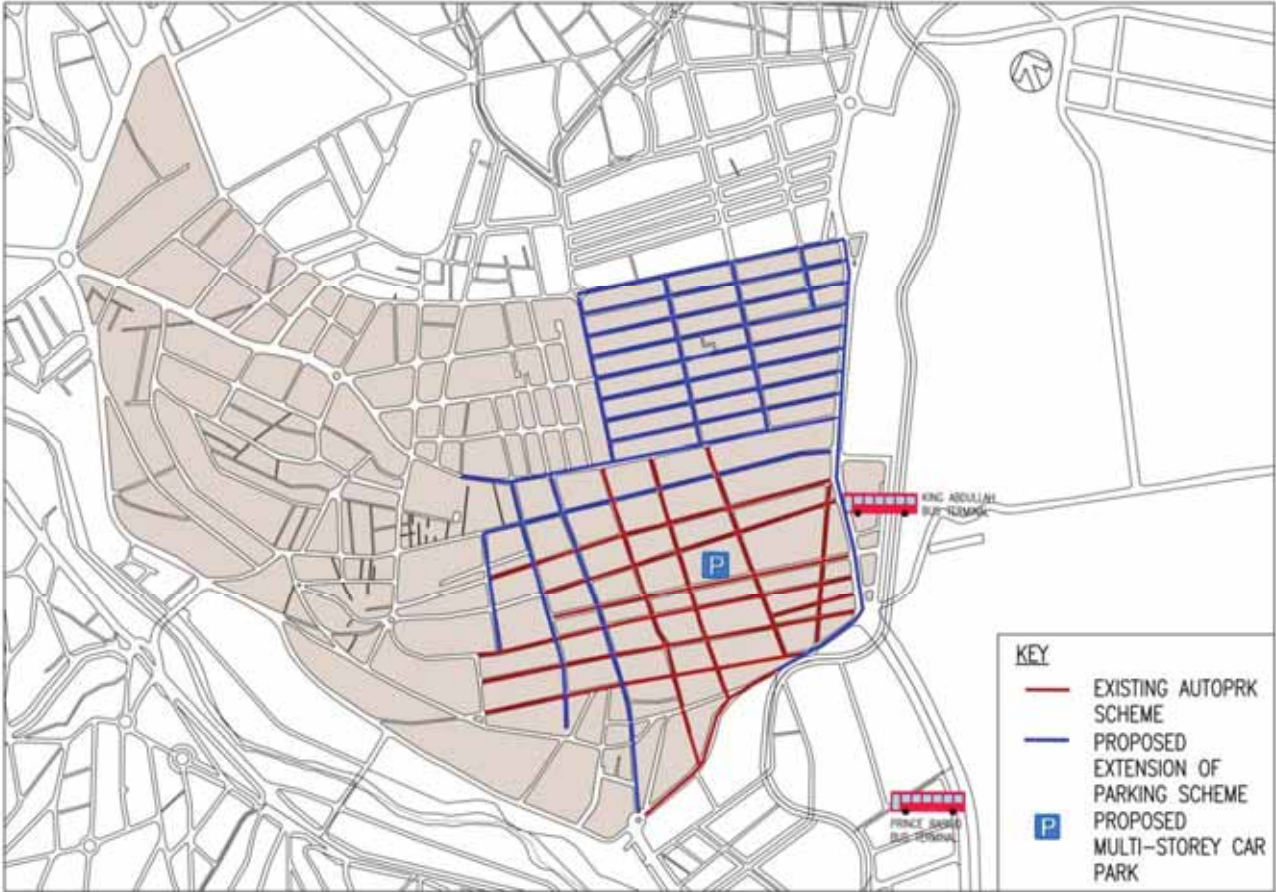 P
KING ABDULLAH
BUS TERMINAL
PRINCE
BUS TERMINAL
KEY
EXISTING AUTOPRK
SCHEME
PROPOSED
EXTENSION OF
PARKING SCHEME
P
PROPOSED
MULTI-STOREY CAR
PARK